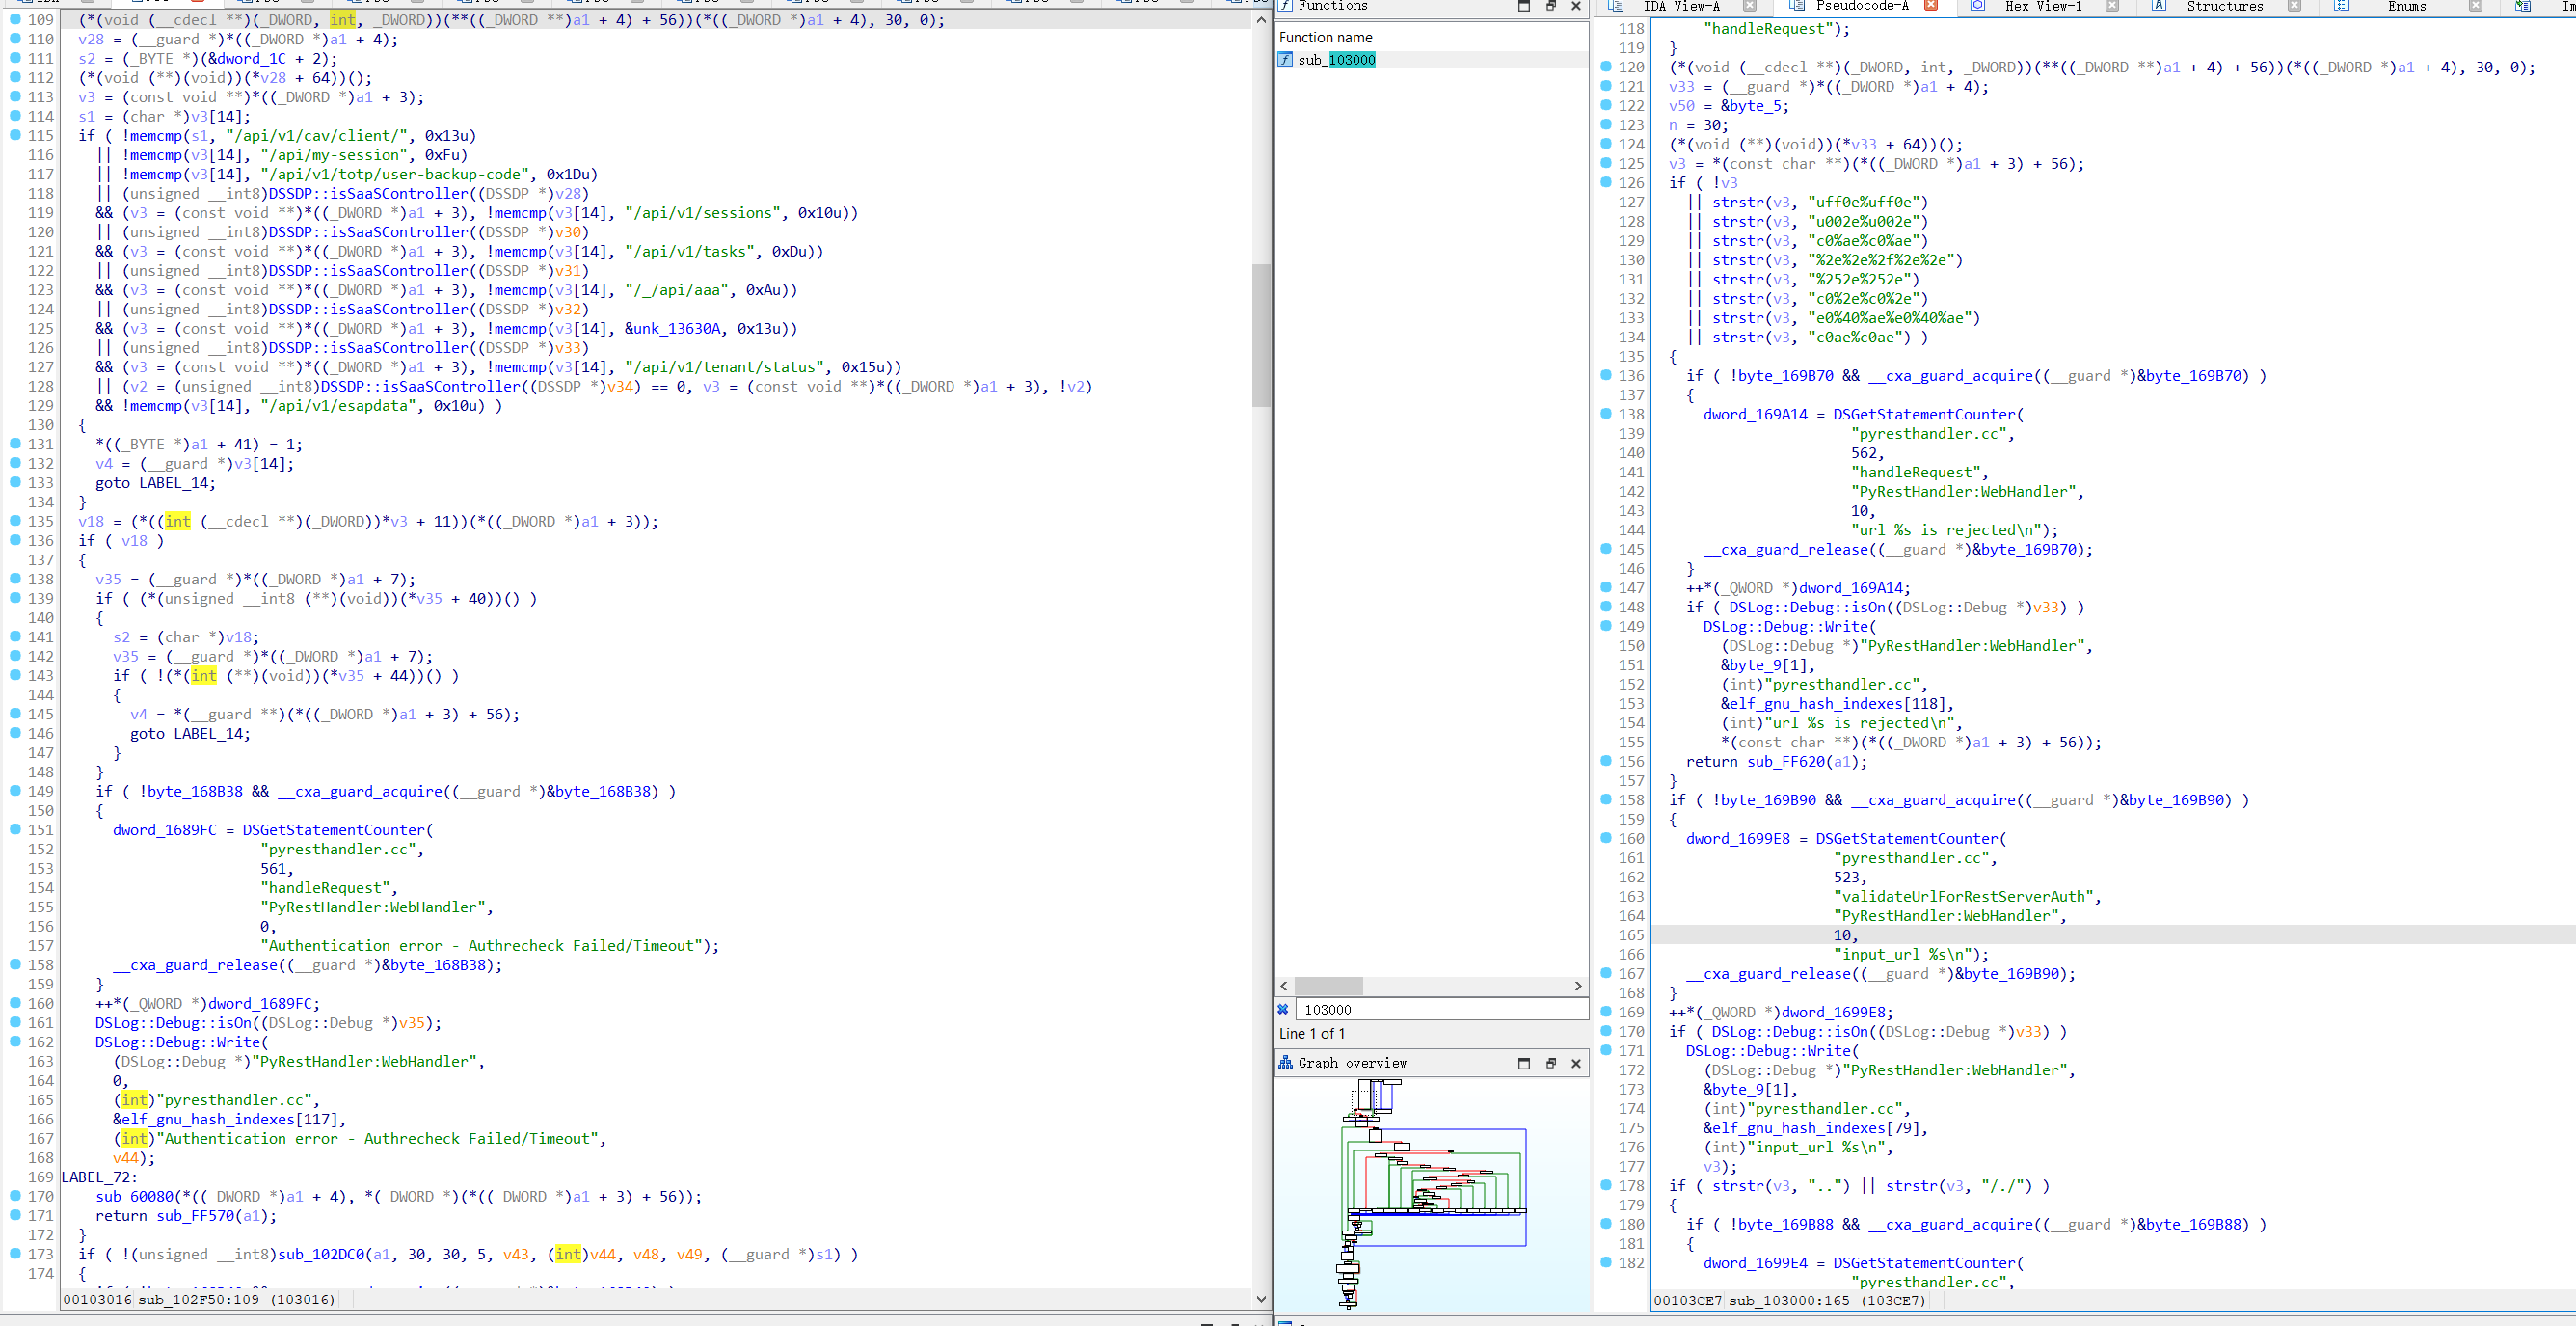 109 (*(void (__cdecl **)(_DWORD, int, _DWORD))(**((_DWORD **)a1 + 4) + 56))(*((_DWORD *)a1 + 4), 30, 0);
110 v28 = (__guard *)*((_DWORD *)a1 + 4);
111 s2 = (_BYTE *)(&dword_1C + 2);
112 (*(void (**)(void))(*v28 + 64))();
113 v3 = (const void **)*((_DWORD *)a1 + 3);
114 s1 = (char *)v3[14];
115 if ( !memcmp(s1, "/api/v1/cav/client/", 0x13u)
116 || !memcmp(v3[14], "/api/my-session", 0xFu)
117 || !memcmp(v3[14], "/api/v1/totp/user-backup-code", 0x1Du)
118 || (unsigned __int8)DSSDP::isSaaSController((DSSDP *)v28)
119 && (v3 = (const void **)*((_DWORD *)a1 + 3), !memcmp(v3[14], "/api/v1/sessions", 0x10u))
120 || (unsigned __int8)DSSDP::isSaaSController((DSSDP *)v30)
121 && (v3 = (const void **)*((_DWORD *)a1 + 3), !memcmp(v3[14], "/api/v1/tasks", 0xDu))
122 || (unsigned __int8)DSSDP::isSaaSController((DSSDP *)v31)
123 && (v3 = (const void **)*((_DWORD *)a1 + 3), !memcmp(v3[14], "/_/api/aaa", 0xAu))
124 || (unsigned __int8)DSSDP::isSaaSController((DSSDP *)v32)
125 && (v3 = (const void **)*((_DWORD *)a1 + 3), !memcmp(v3[14], &unk_13630A, 0x13u))
126 || (unsigned __int8)DSSDP::isSaaSController((DSSDP *)v33)
127 && (v3 = (const void **)*((_DWORD *)a1 + 3), !memcmp(v3[14], "/api/v1/tenant/status", 0x15u))
128 || (v2 = (unsigned __int8)DSSDP::isSaaSController((DSSDP *)v34) == 0, v3 = (const void **)*((_DWORD *)a1 + 3), !v2)
129 && !memcmp(v3[14], "/api/v1/esapdata", 0x10u) )
130 {
131 *((_BYTE *)a1 + 41) = 1;
132 v4 = (__guard *)v3[14];
133 goto LABEL_14;
134 }
135 v18 = (*((int (__cdecl **)(_DWORD))*v3 + 11))(*((_DWORD *)a1 + 3));
136 if ( v18 )
137 {
138 v35 = (__guard *)*((_DWORD *)a1 + 7);
139 if ( (*(unsigned __int8 (**)(void))(*v35 + 40))() )
140 {
141 s2 = (char *)v18;
142 v35 = (__guard *)*((_DWORD *)a1 + 7);
143 if ( !(*(int (**)(void))(*v35 + 44))() )
144 {
145 v4 = *(__guard **)(*((_DWORD *)a1 + 3) + 56);
146 goto LABEL_14;
147 }
148 }
149 if ( !byte_168B38 && __cxa_guard_acquire((__guard *)&byte_168B38) )
150 {
151 dword_1689FC = DSGetStatementCounter(
152 "pyresthandler.cc",
153 561,
154 "handleRequest",
155 "PyRestHandler:WebHandler",
156 0,
157 "Authentication error - Authrecheck Failed/Timeout");
158 __cxa_guard_release((__guard *)&byte_168B38);
159 }
160 ++*(_QWORD *)dword_1689FC;
161 DSLog::Debug::isOn((DSLog::Debug *)v35);
162 DSLog::Debug::Write(
163 (DSLog::Debug *)"PyRestHandler:WebHandler",
164 0,
165 (int)"pyresthandler.cc",
166 &elf_gnu_hash_indexes[117],
167 (int)"Authentication error - Authrecheck Failed/Timeout",
168 v44);
169 LABEL_72:
170 sub_60080(*((_DWORD *)a1 + 4), *(_DWORD *)(*((_DWORD *)a1 + 3) + 56));
171 return sub_FF570(a1);
172 }
173 if ( !(unsigned __int8)sub_102DC0(a1, 30, 30, 5, v43, (int)v44, v48, v49, (__guard *)s1) )
174 {
00103016 sub_102F50:109 (103016)
Functions
Function name
sub_103000
103000
Line 1 of 1
Graph overview
IDA View-A Pseudocode-A Hex View-1 Structures Enums
118 "handleRequest");
119 }
120 (*(void (__cdecl **)(_DWORD, int, _DWORD))(**((_DWORD **)a1 + 4) + 56))(*((_DWORD *)a1 + 4), 30, 0);
121 v33 = (__guard *)*((_DWORD *)a1 + 4);
122 v50 = &byte_5;
123 n = 30;
124 (*(void (**)(void))(*v33 + 64))();
125 v3 = *(const char **)(*((_DWORD *)a1 + 3) + 56);
126 if ( !v3
127 || strstr(v3, "uff0e%uff0e")
128 || strstr(v3, "u002e%u002e")
129 || strstr(v3, "c0%ae%c0%ae")
130 || strstr(v3, "%2e%2e%2f%2e%2e")
131 || strstr(v3, "%252e%252e")
132 || strstr(v3, "c0%2e%c0%2e")
133 || strstr(v3, "e0%40%ae%e0%40%ae")
134 || strstr(v3, "c0ae%c0ae") )
135 {
136 if ( !byte_169B70 && __cxa_guard_acquire((__guard *)&byte_169B70) )
137 {
138 dword_169A14 = DSGetStatementCounter(
139 "pyresthandler.cc",
140 562,
141 "handleRequest",
142 "PyRestHandler:WebHandler",
143 10,
144 "url %s is rejected\n");
145 __cxa_guard_release((__guard *)&byte_169B70);
146 }
147 ++*(_QWORD *)dword_169A14;
148 if ( DSLog::Debug::isOn((DSLog::Debug *)v33) )
149 DSLog::Debug::Write(
150 (DSLog::Debug *)"PyRestHandler:WebHandler",
151 &byte_9[1],
152 (int)"pyresthandler.cc",
153 &elf_gnu_hash_indexes[118],
154 (int)"url %s is rejected\n",
155 *(const char **)(*((_DWORD *)a1 + 3) + 56));
156 return sub_FF620(a1);
157 }
158 if ( !byte_169B90 && __cxa_guard_acquire((__guard *)&byte_169B90) )
159 {
160 dword_1699E8 = DSGetStatementCounter(
161 "pyresthandler.cc",
162 523,
163 "validateUrlForRestServerAuth",
164 "PyRestHandler:WebHandler",
165 10,
166 "input_url %s\n");
167 __cxa_guard_release((__guard *)&byte_169B90);
168 }
169 ++*(_QWORD *)dword_1699E8;
170 if ( DSLog::Debug::isOn((DSLog::Debug *)v33) )
171 DSLog::Debug::Write(
172 (DSLog::Debug *)"PyRestHandler:WebHandler",
173 &byte_9[1],
174 (int)"pyresthandler.cc",
175 &elf_gnu_hash_indexes[79],
176 (int)"input_url %s\n",
177 v3);
178 if ( strstr(v3, "..") || strstr(v3, "/./") )
179 {
180 if ( !byte_169B88 && __cxa_guard_acquire((__guard *)&byte_169B88) )
181 {
182 dword_1699E4 = DSGetStatementCounter(
"pyresthandler.cc",
00103CE7 sub_103000:165 (103CE7)